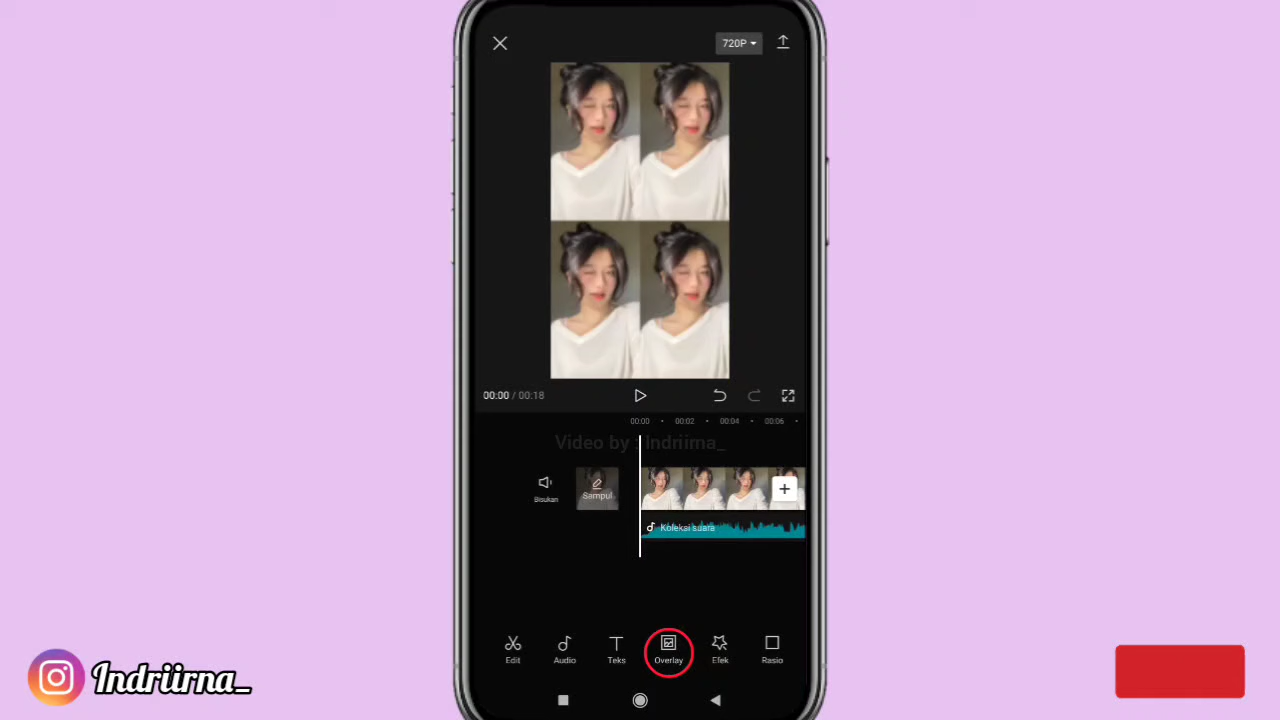 720P
00:00 / 00:18
00:00 00:02 00:04 00:06
Video by : Indriirna_
Bisukan
Sampul
Koleksi suara
Edit Audio Teks Overlay Efek Rasio
Indriirna_